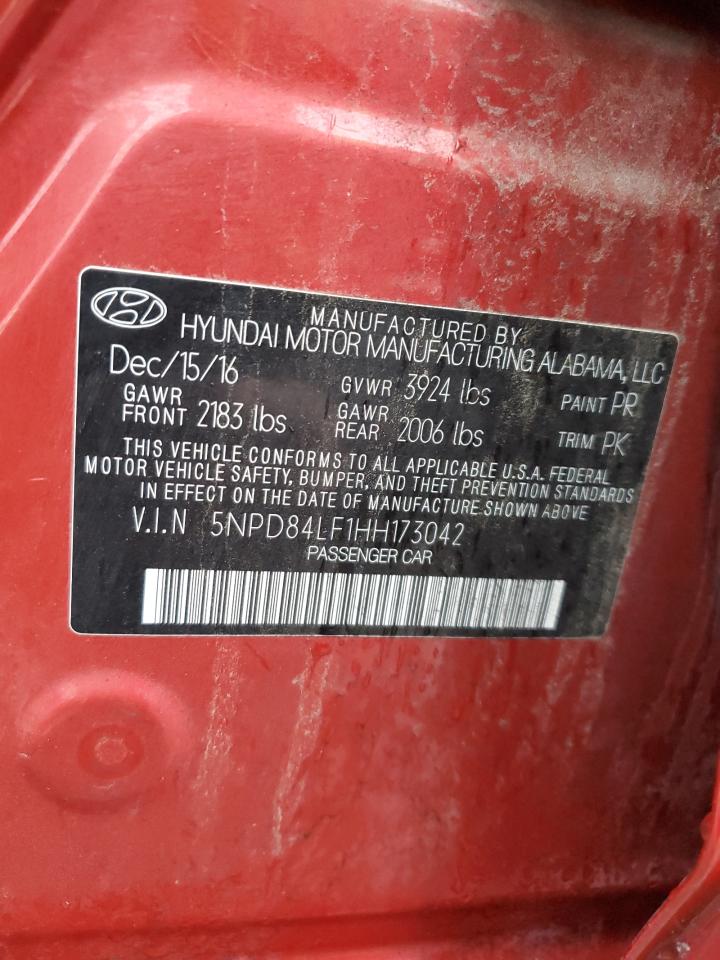 MANUFACTURED BY
HYUNDAI MOTOR MANUFACTURING ALABAMA, LLC
Dec/15/16 GVWR 3924 lbs PAINT PR
GAWR FRONT 2183 lbs GAWR REAR 2006 lbs TRIM PK
THIS VEHICLE CONFORMS TO ALL APPLICABLE U.S.A. FEDERAL
MOTOR VEHICLE SAFETY, BUMPER, AND THEFT PREVENTION STANDARDS
IN EFFECT ON THE DATE OF MANUFACTURE SHOWN ABOVE
V.I.N 5NPD84LF1HH173042
PASSENGER CAR